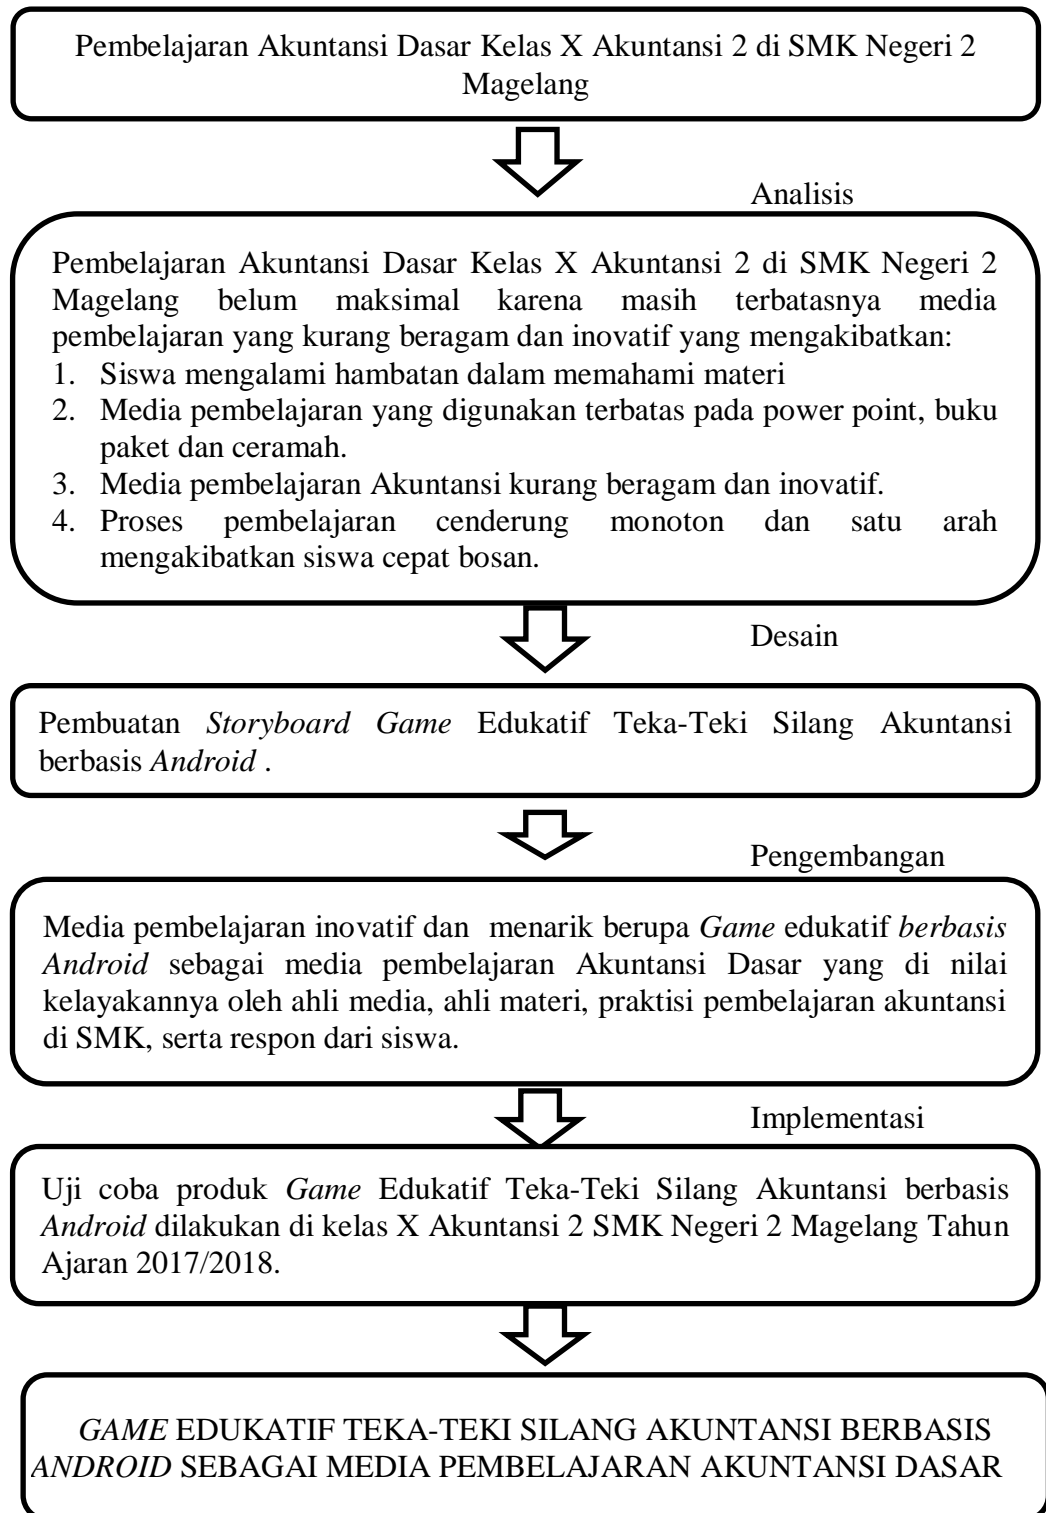 Pembelajaran Akuntansi Dasar Kelas X Akuntansi 2 di SMK Negeri 2
Magelang
Analisis
Pembelajaran Akuntansi Dasar Kelas X Akuntansi 2 di SMK Negeri 2
Magelang belum maksimal karena masih terbatasnya media
pembelajaran yang kurang beragam dan inovatif yang mengakibatkan:
1. Siswa mengalami hambatan dalam memahami materi
2. Media pembelajaran yang digunakan terbatas pada power point, buku
paket dan ceramah.
3. Media pembelajaran Akuntansi kurang beragam dan inovatif.
4. Proses pembelajaran cenderung monoton dan satu arah
mengakibatkan siswa cepat bosan.
Desain
Pembuatan Storyboard Game Edukatif Teka-Teki Silang Akuntansi
berbasis Android .
Pengembangan
Media pembelajaran inovatif dan menarik berupa Game edukatif berbasis
Android sebagai media pembelajaran Akuntansi Dasar yang di nilai
kelayakannya oleh ahli media, ahli materi, praktisi pembelajaran akuntansi
di SMK, serta respon dari siswa.
Implementasi
Uji coba produk Game Edukatif Teka-Teki Silang Akuntansi berbasis
Android dilakukan di kelas X Akuntansi 2 SMK Negeri 2 Magelang Tahun
Ajaran 2017/2018.
GAME EDUKATIF TEKA-TEKI SILANG AKUNTANSI BERBASIS
ANDROID SEBAGAI MEDIA PEMBELAJARAN AKUNTANSI DASAR